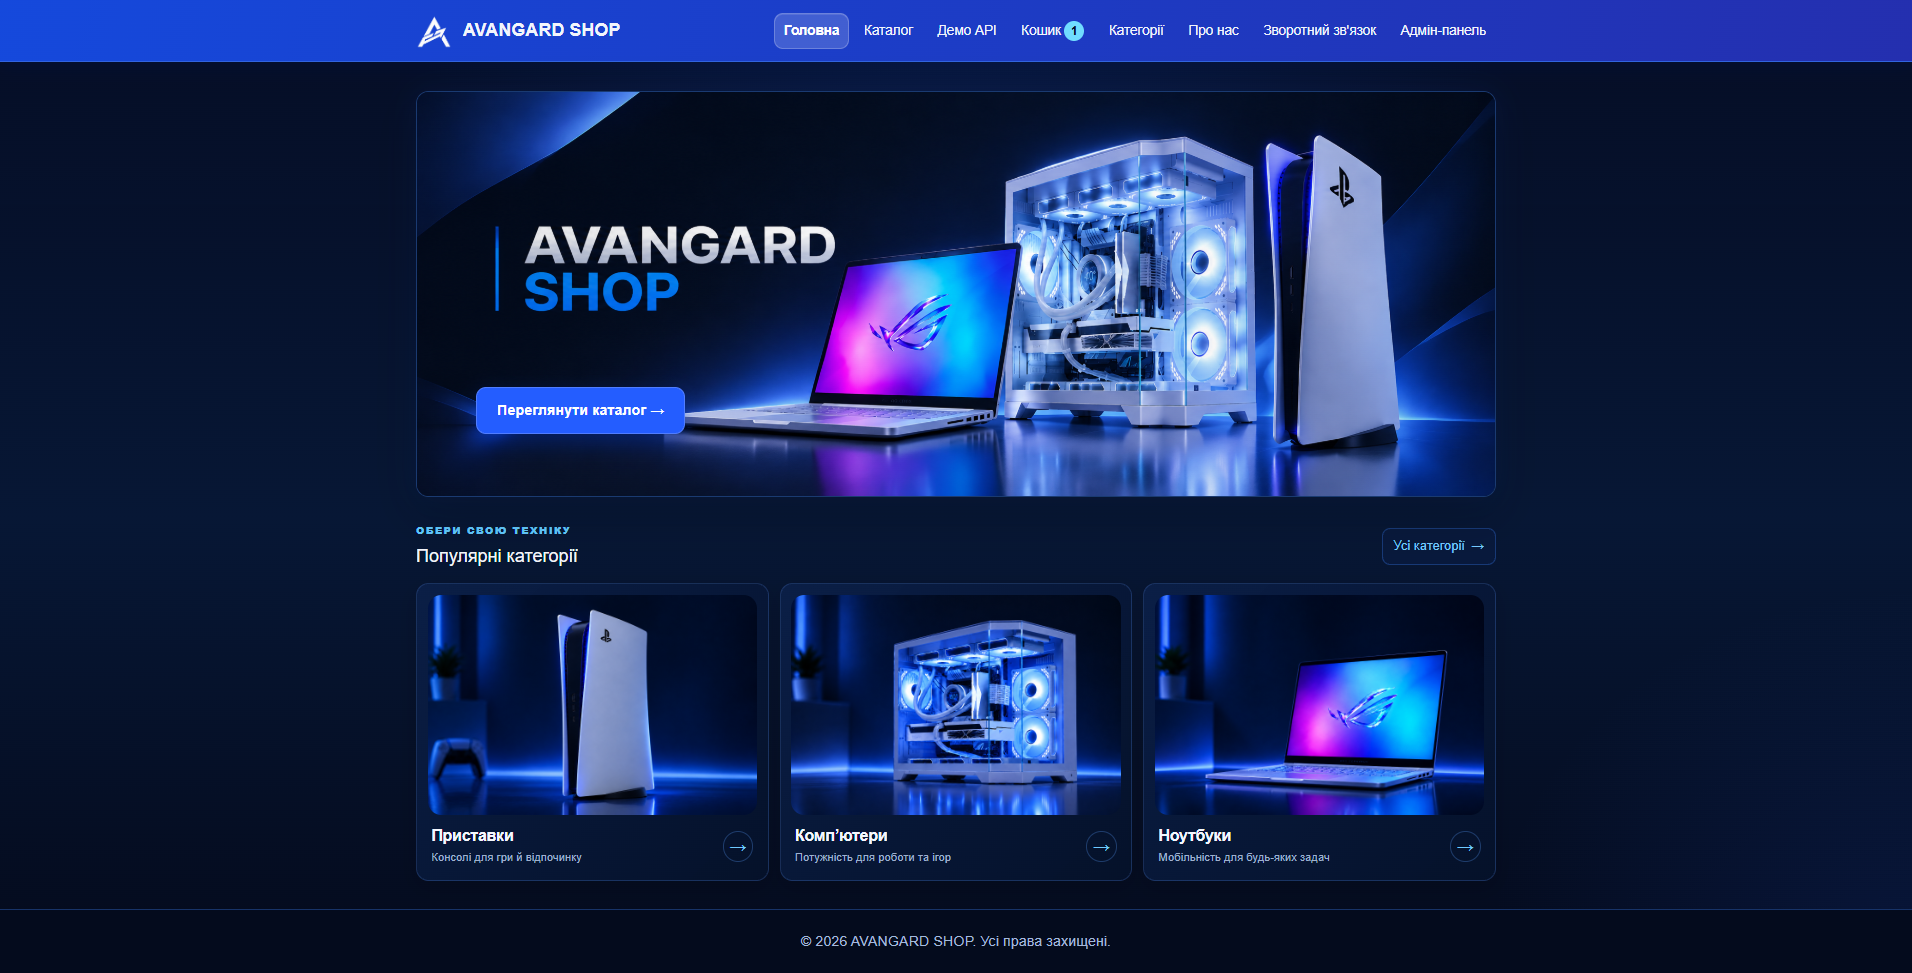 AVANGARD SHOP
Головна
Каталог
Демо API
Кошик 1
Категорії
Про нас
Зворотний зв'язок
Адмін-панель
AVANGARD
SHOP
Переглянути каталог →
ОБЕРИ СВОЮ ТЕХНІКУ
Популярні категорії
Усі категорії →
Приставки
Консолі для гри й відпочинку
→
Комп’ютери
Потужність для роботи та ігор
→
Ноутбуки
Мобільність для будь-яких задач
→
© 2026 AVANGARD SHOP. Усі права захищені.